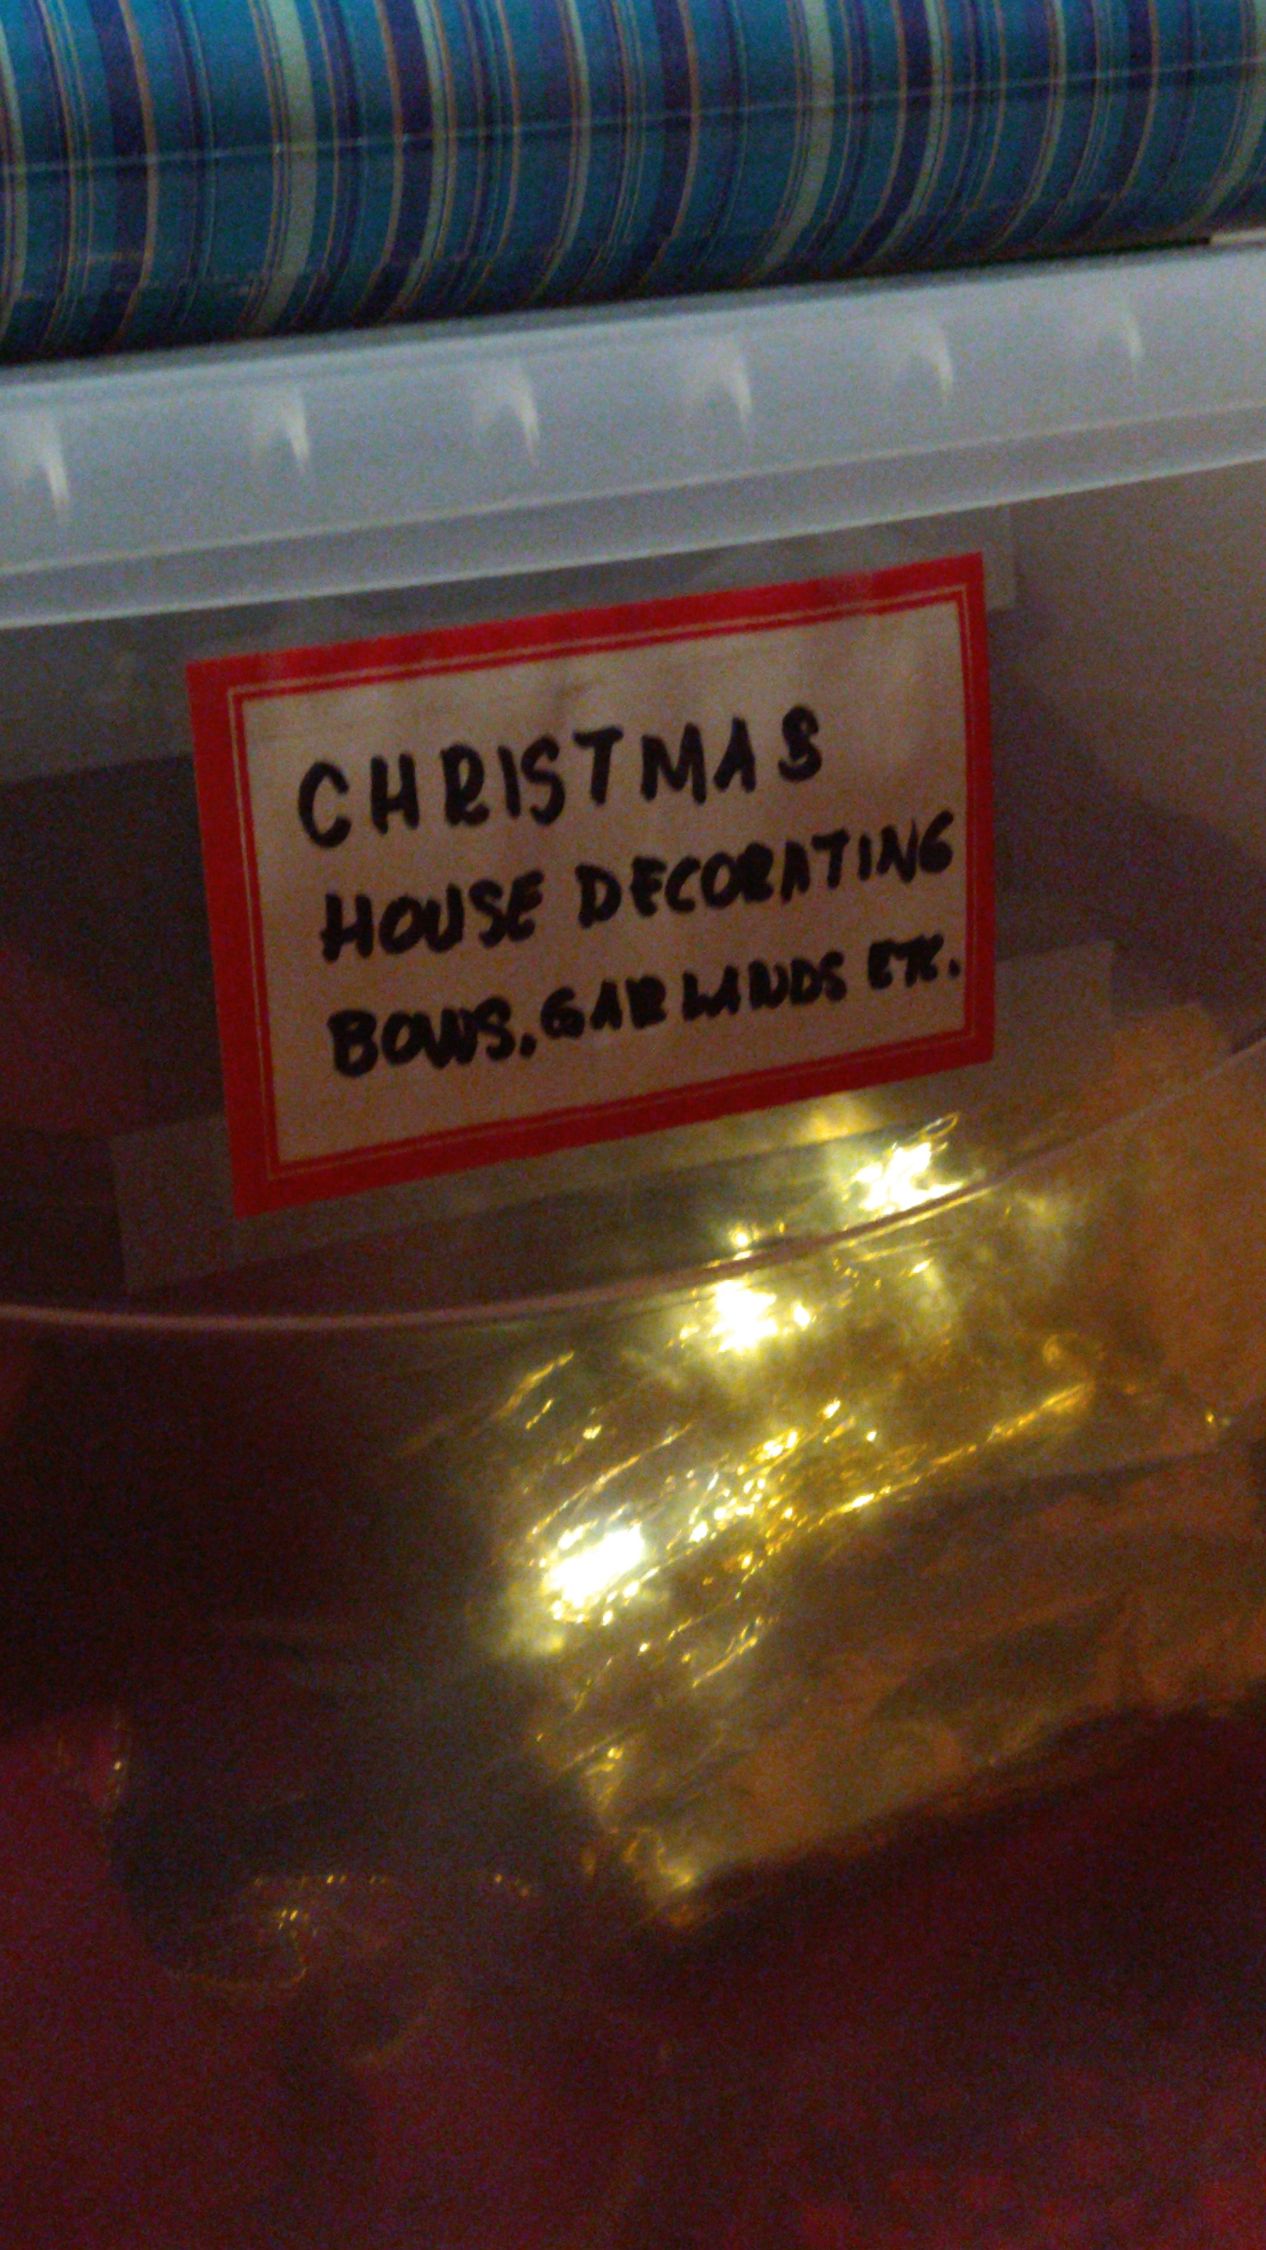 CHRISTMAS
HOUSE DECORATING
BOWS, GARLANDS ETC.